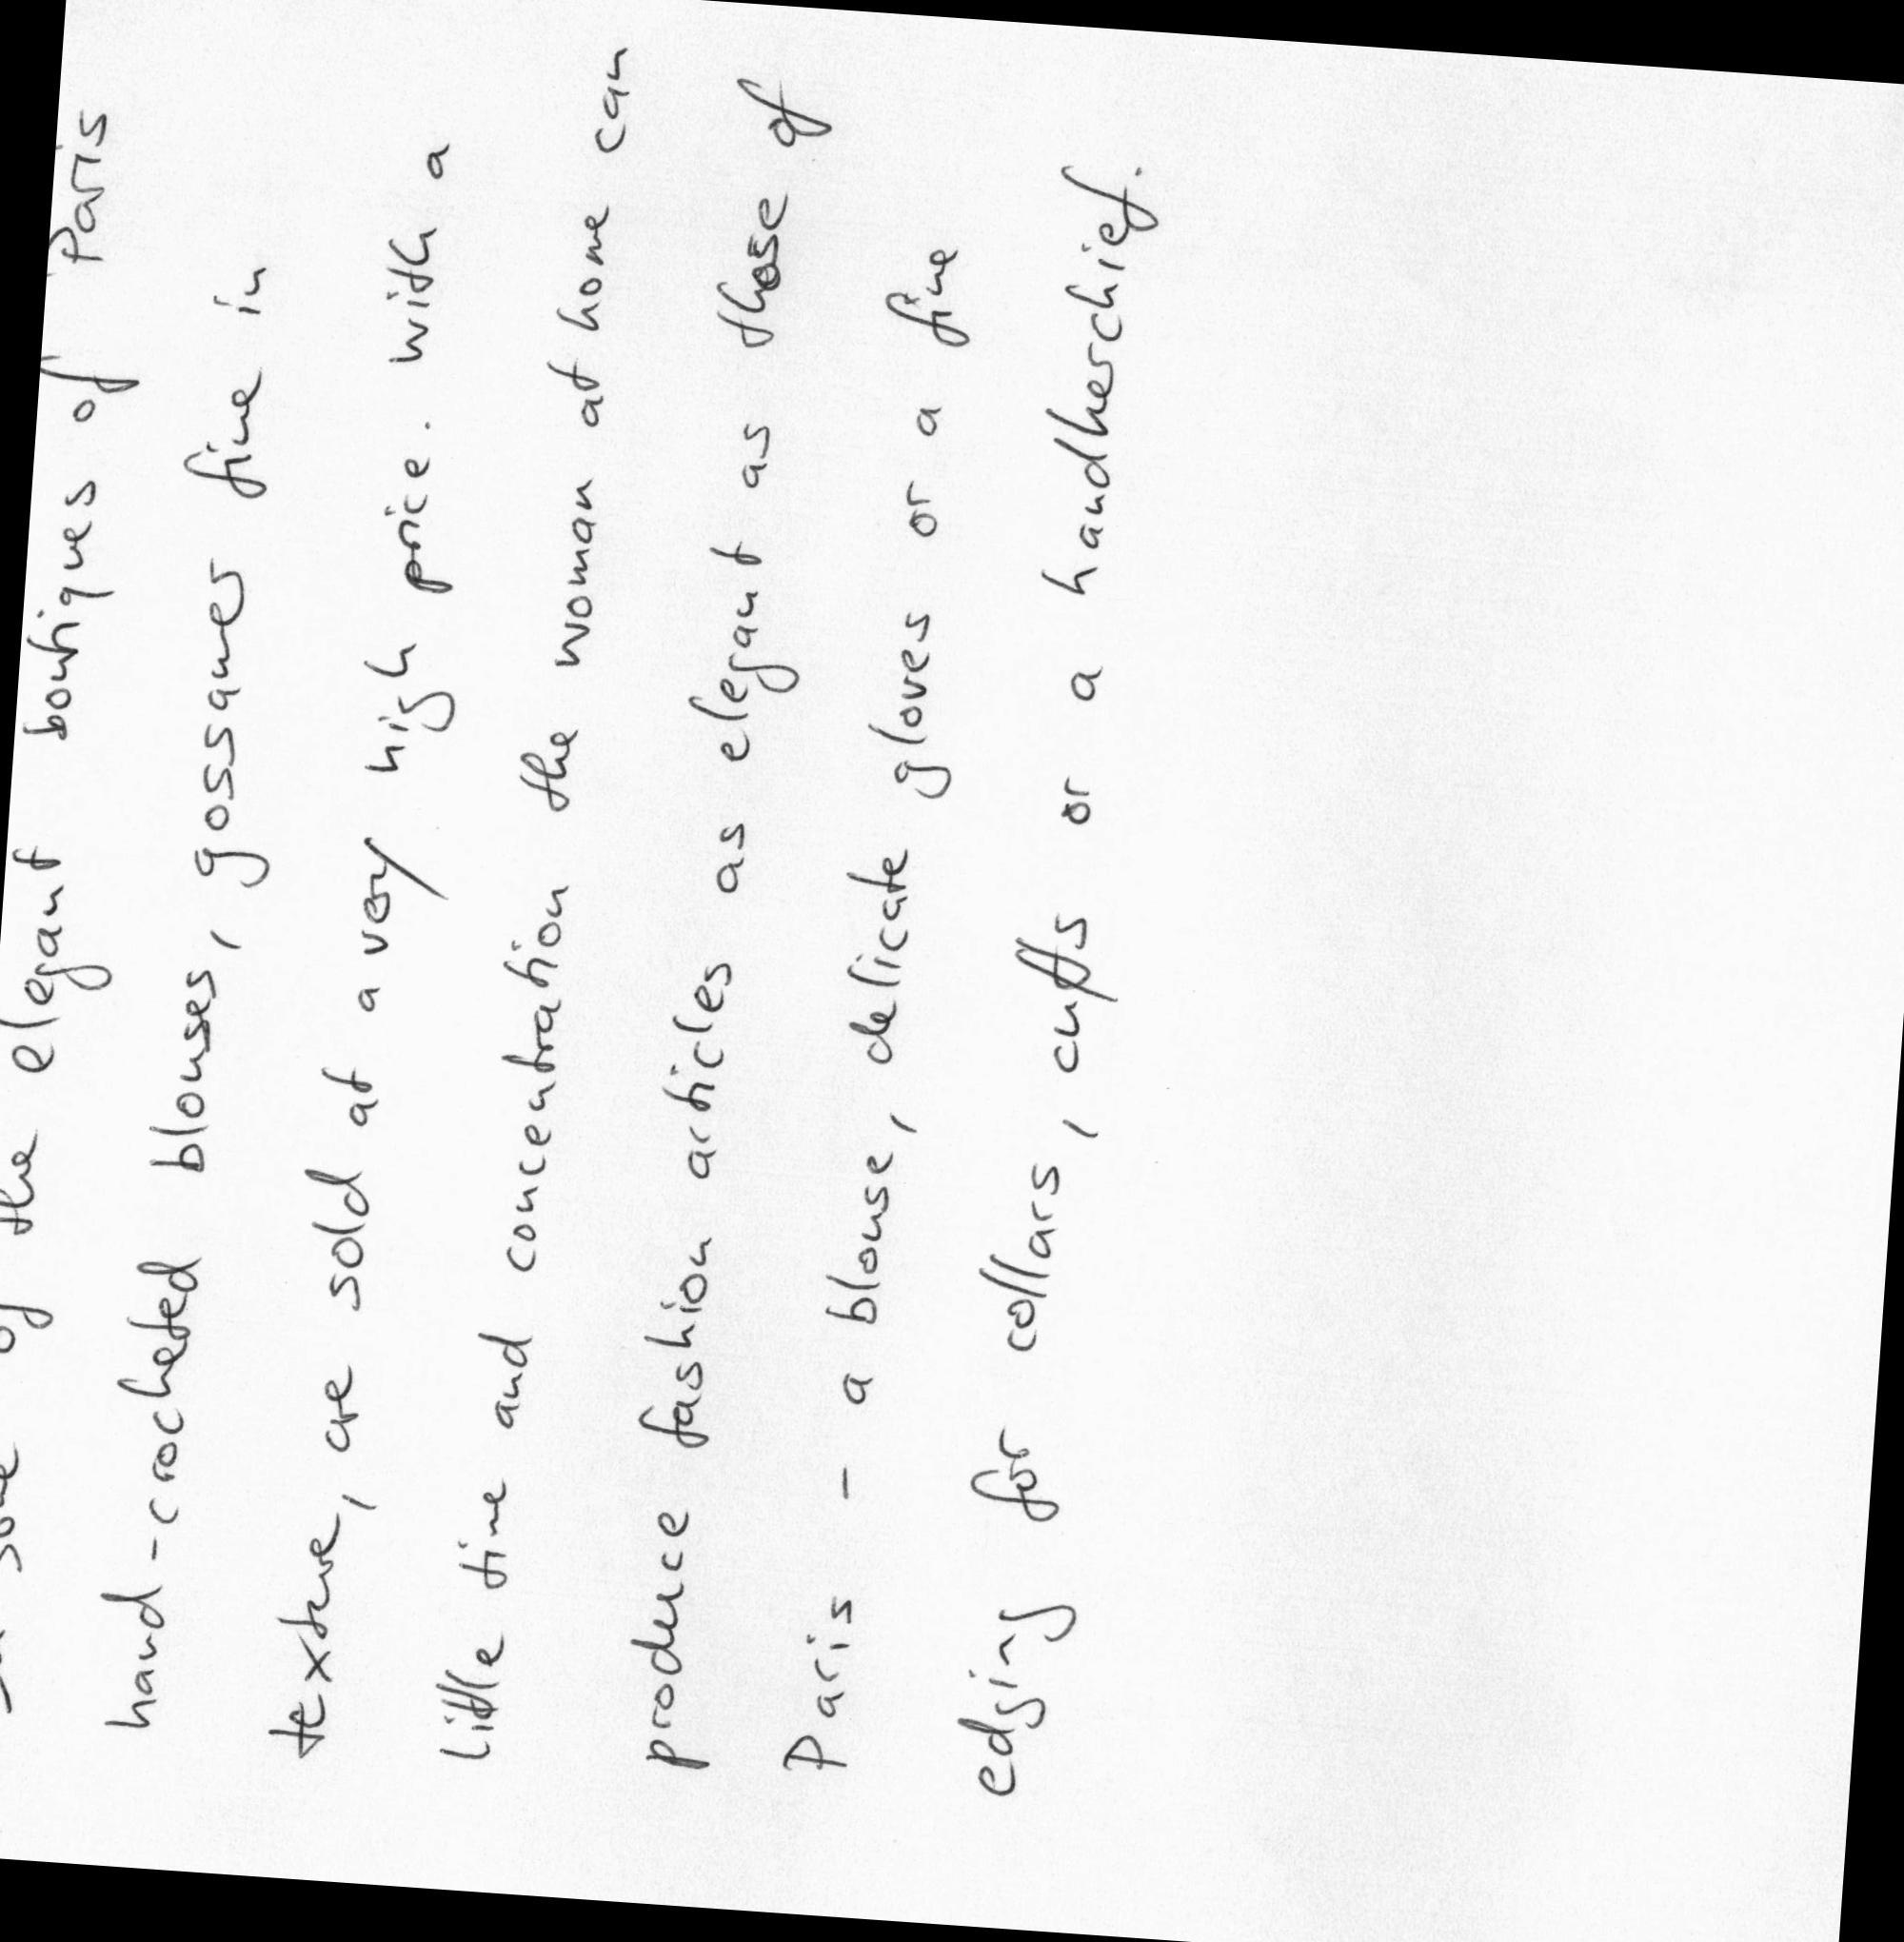 In some of the elegant boutiques of Paris
hand-crocheted blouses, gossamer fine in
texture, are sold at a very high price. With a
little time and concentration the woman at home can
produce fashion articles as elegant as those of
Paris - a blouse, delicate gloves or a fine
edging for collars, cuffs or a handkerchief.